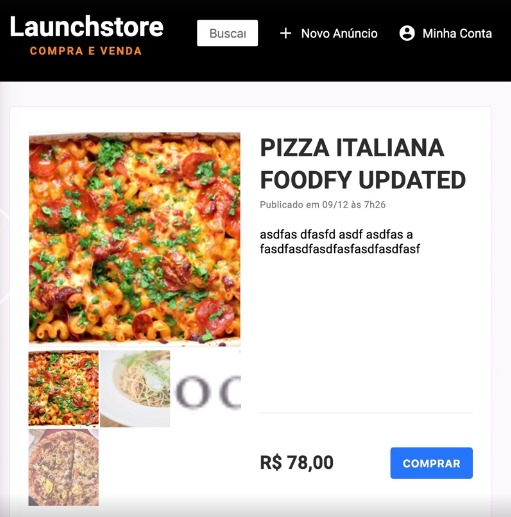 Launchstore
COMPRA E VENDA
Buscar
+ Novo Anúncio
Minha Conta
PIZZA ITALIANA
FOODFY UPDATED
Publicado em 09/12 às 7h26
asdfas dfasfd asdf asdfas a
fasdfasdfasdfasfasdfasdfasf
R$ 78,00
COMPRAR